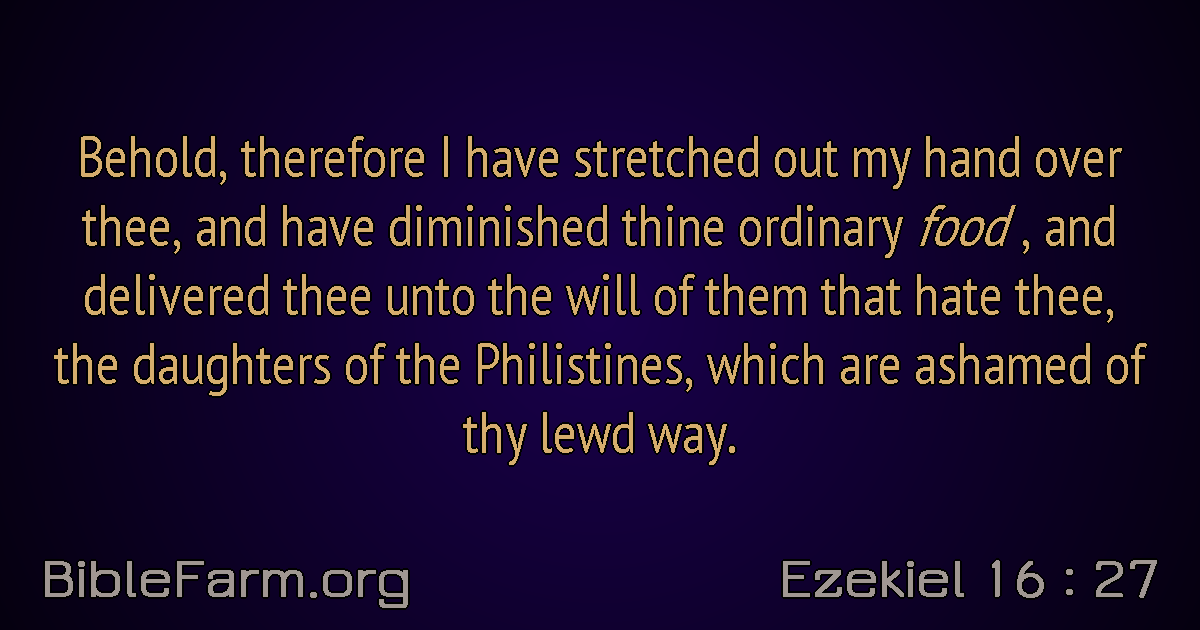 Behold, therefore I have stretched out my hand over
thee, and have diminished thine ordinary food , and
delivered thee unto the will of them that hate thee,
the daughters of the Philistines, which are ashamed of
thy lewd way.
BibleFarm.org
Ezekiel 16 : 27